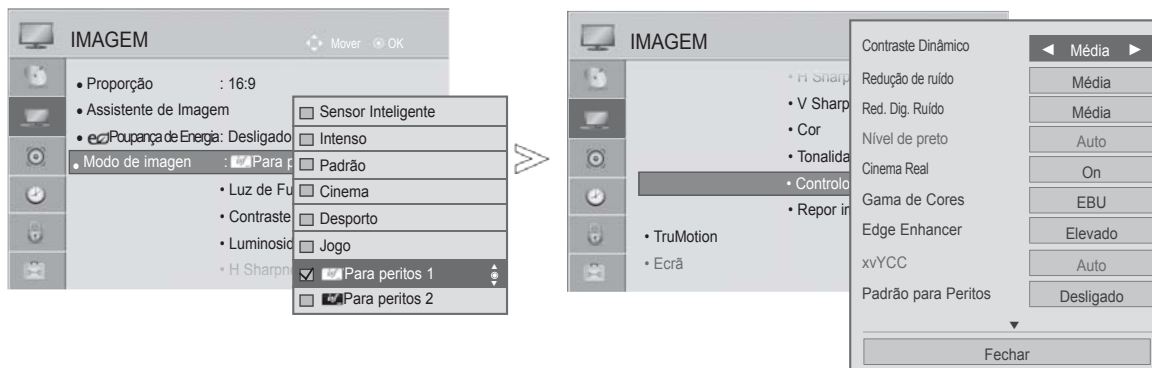 IMAGEM
Mover OK
• Proporção : 16:9
• Assistente de Imagem
• eco Poupança de Energia: Desligado
• Modo de imagen : Para p
• Luz de Fu
• Contraste
• Luminosid
• H Sharpn
Sensor Inteligente
Intenso
Padrão
Cinema
Desporto
Jogo
Para peritos 1
Para peritos 2
IMAGEM
• H Sharp
• V Sharp
• Cor
• Tonalida
• Controlo
• Repor im
• TruMotion
• Ecrã
Contraste Dinâmico ◄ Média ►
Redução de ruído Média
Red. Dig. Ruído Média
Nível de preto Auto
Cinema Real On
Gama de Cores EBU
Edge Enhancer Elevado
xvYCC Auto
Padrão para Peritos Desligado
▼
Fechar